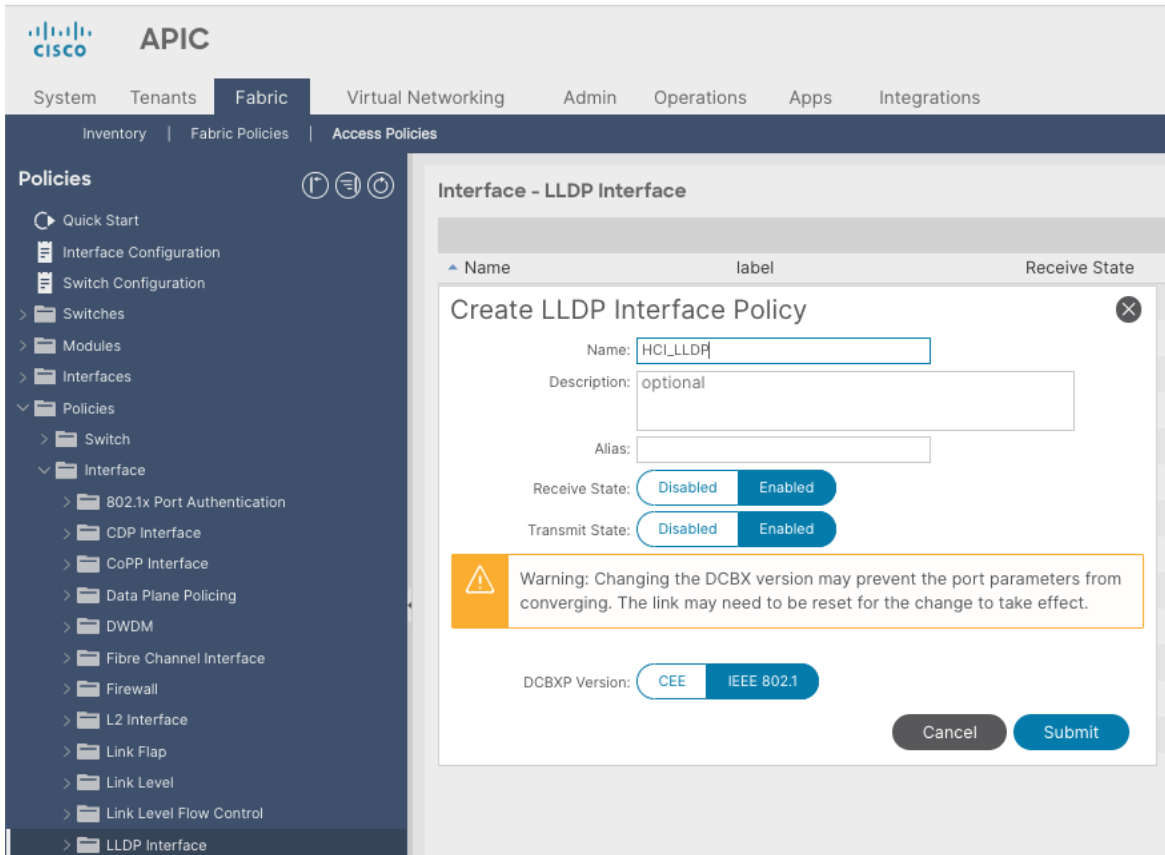 CISCO
APIC
System Tenants Fabric Virtual Networking Admin Operations Apps Integrations
Inventory | Fabric Policies | Access Policies
Policies
Quick Start
Interface Configuration
Switch Configuration
Switches
Modules
Interfaces
Policies
Switch
Interface
802.1x Port Authentication
CDP Interface
CoPP Interface
Data Plane Policing
DWDM
Fibre Channel Interface
Firewall
L2 Interface
Link Flap
Link Level
Link Level Flow Control
LLDP Interface
Interface - LLDP Interface
Name label Receive State
Create LLDP Interface Policy
Name: HCI_LLDP
Description: optional
Alias:
Receive State: Disabled Enabled
Transmit State: Disabled Enabled
Warning: Changing the DCBX version may prevent the port parameters from
converging. The link may need to be reset for the change to take effect.
DCBXP Version: CEE IEEE 802.1
Cancel Submit